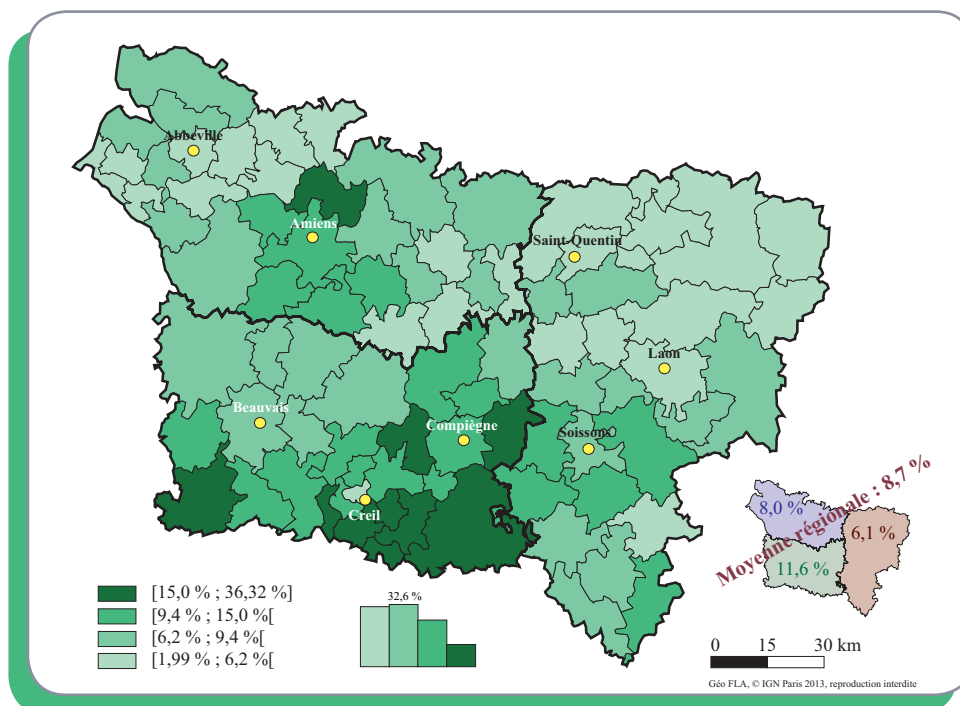 Abbeville
Amiens
Saint-Quentin
Laon
Beauvais
Compiègne
Soissons
Creil
Moyenne régionale : 8,7 %
8,0 %
6,1 %
11,6 %
[15,0 % ; 36,32 %]
[9,4 % ; 15,0 %[
[6,2 % ; 9,4 %[
[1,99 % ; 6,2 %[
32,6 %
0 15 30 km
Géo FLA, © IGN Paris 2013, reproduction interdite